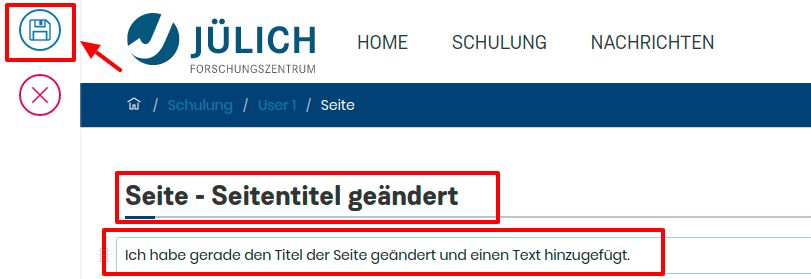 JÜLICH
FORSCHUNGSZENTRUM
HOME SCHULUNG NACHRICHTEN
/ Schulung / User 1 / Seite
Seite - Seitentitel geändert
Ich habe gerade den Titel der Seite geändert und einen Text hinzugefügt.